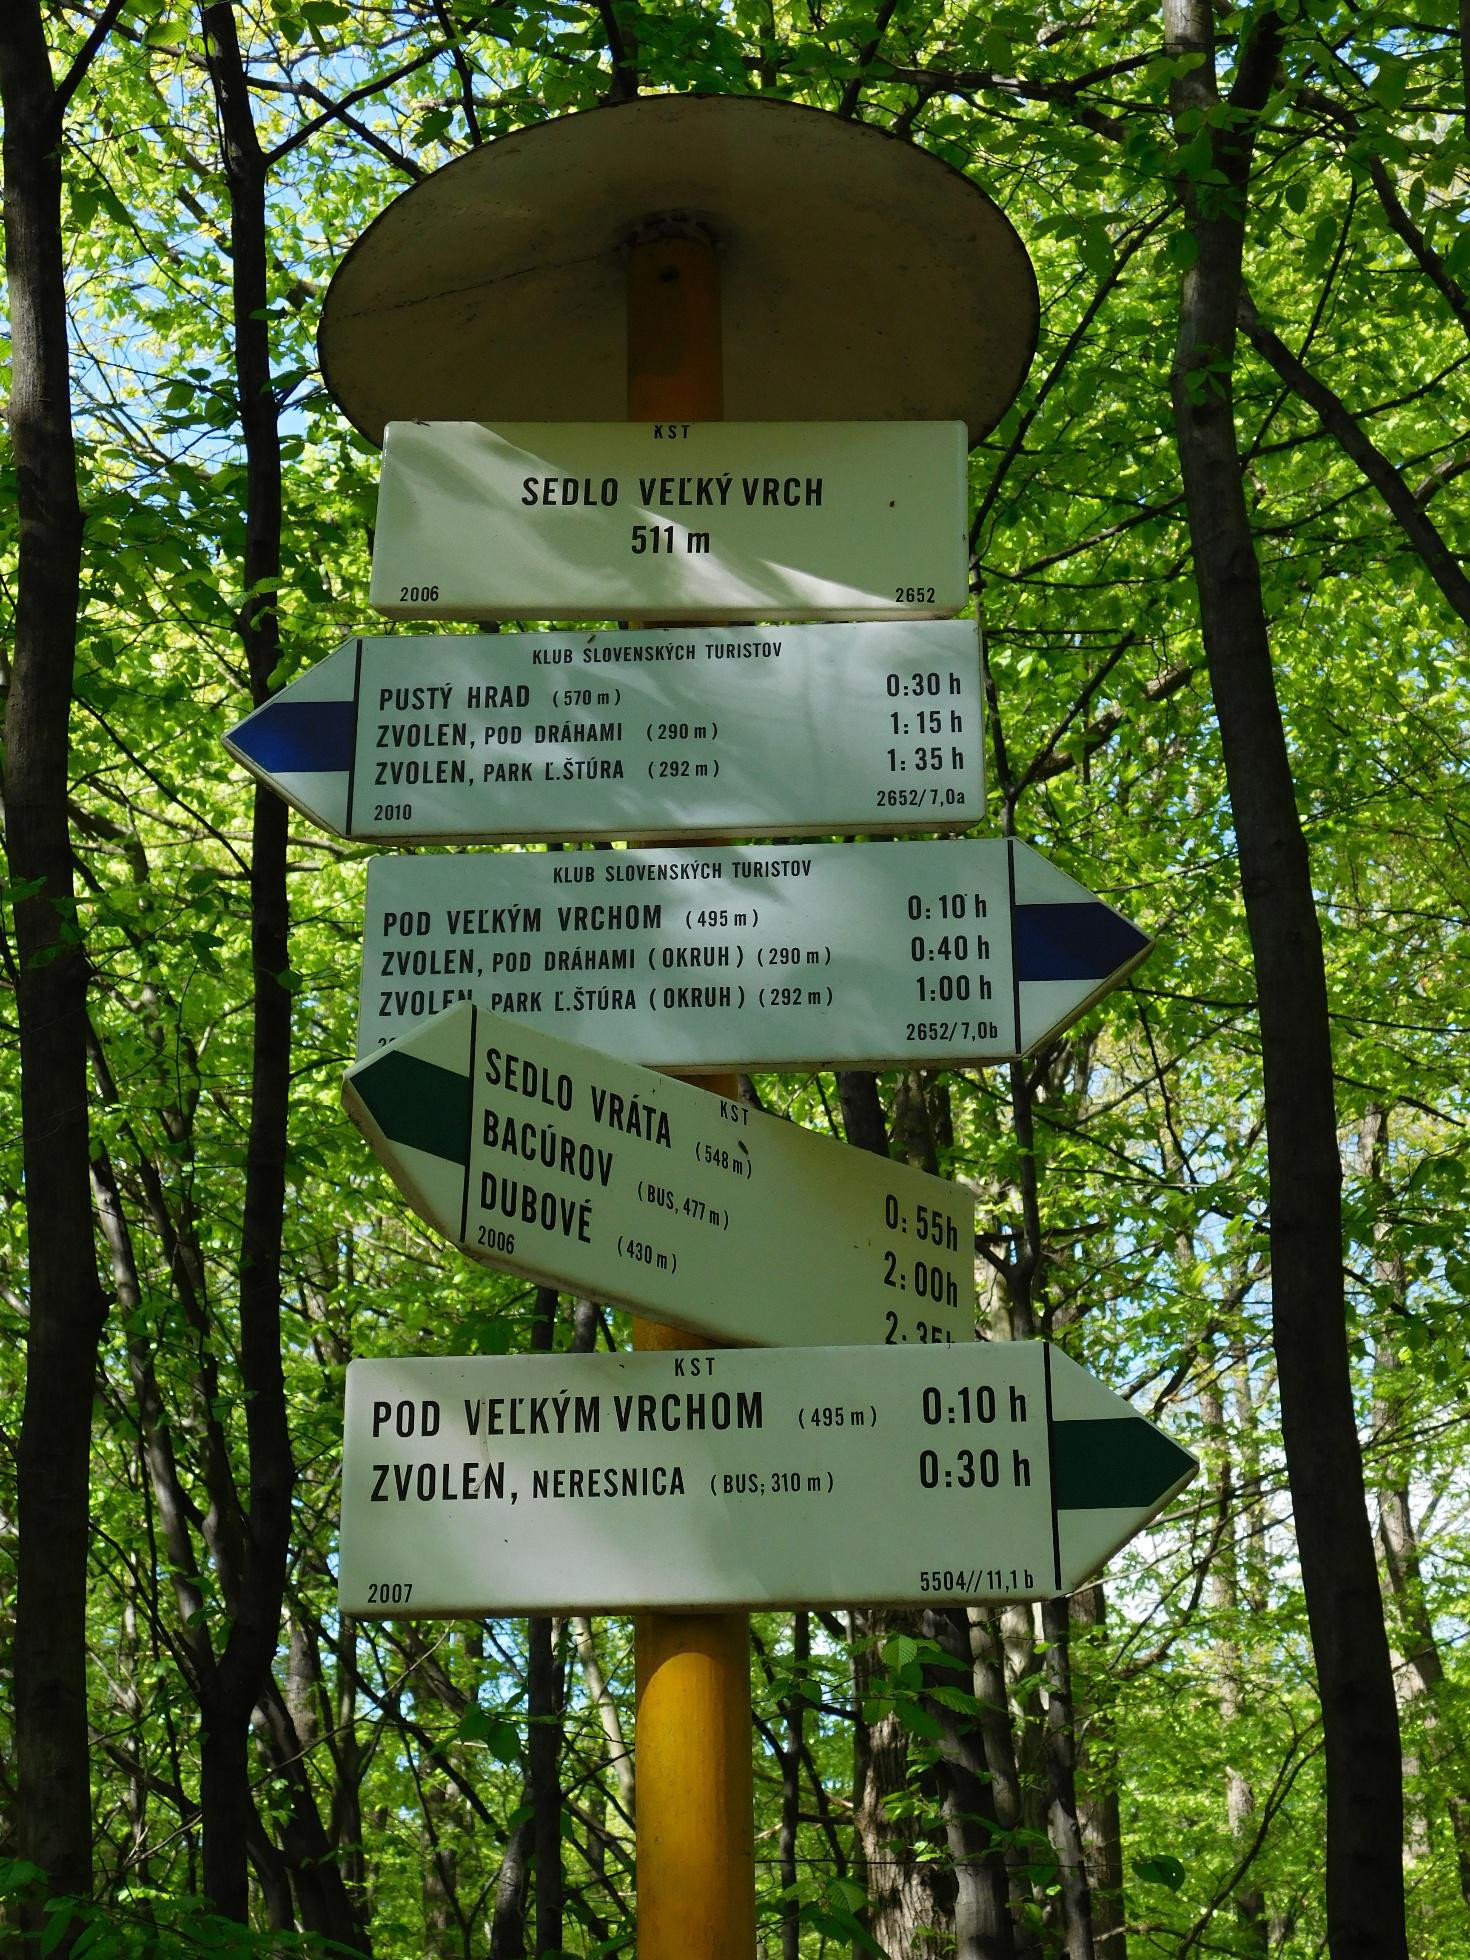 KST
SEDLO VEĽKÝ VRCH
511 m
2006 2652
KLUB SLOVENSKÝCH TURISTOV
PUSTÝ HRAD (570 m) 0:30 h
ZVOLEN, POD DRÁHAMI (290 m) 1:15 h
ZVOLEN, PARK Ľ.ŠTÚRA (292 m) 1:35 h
2010 2652/7,0a
KLUB SLOVENSKÝCH TURISTOV
POD VEĽKÝM VRCHOM (495 m) 0:10 h
ZVOLEN, POD DRÁHAMI (OKRUH) (290 m) 0:40 h
ZVOLEN, PARK Ľ.ŠTÚRA (OKRUH) (292 m) 1:00 h
2652/7,0b
KST
SEDLO VRÁTA (548 m) 0:55h
BACÚROV (BUS, 477 m) 2:00h
DUBOVÉ (430 m) 2:35h
2006
KST
POD VEĽKÝM VRCHOM (495 m) 0:10 h
ZVOLEN, NERESNICA (BUS; 310 m) 0:30 h
2007 5504//11,1 b